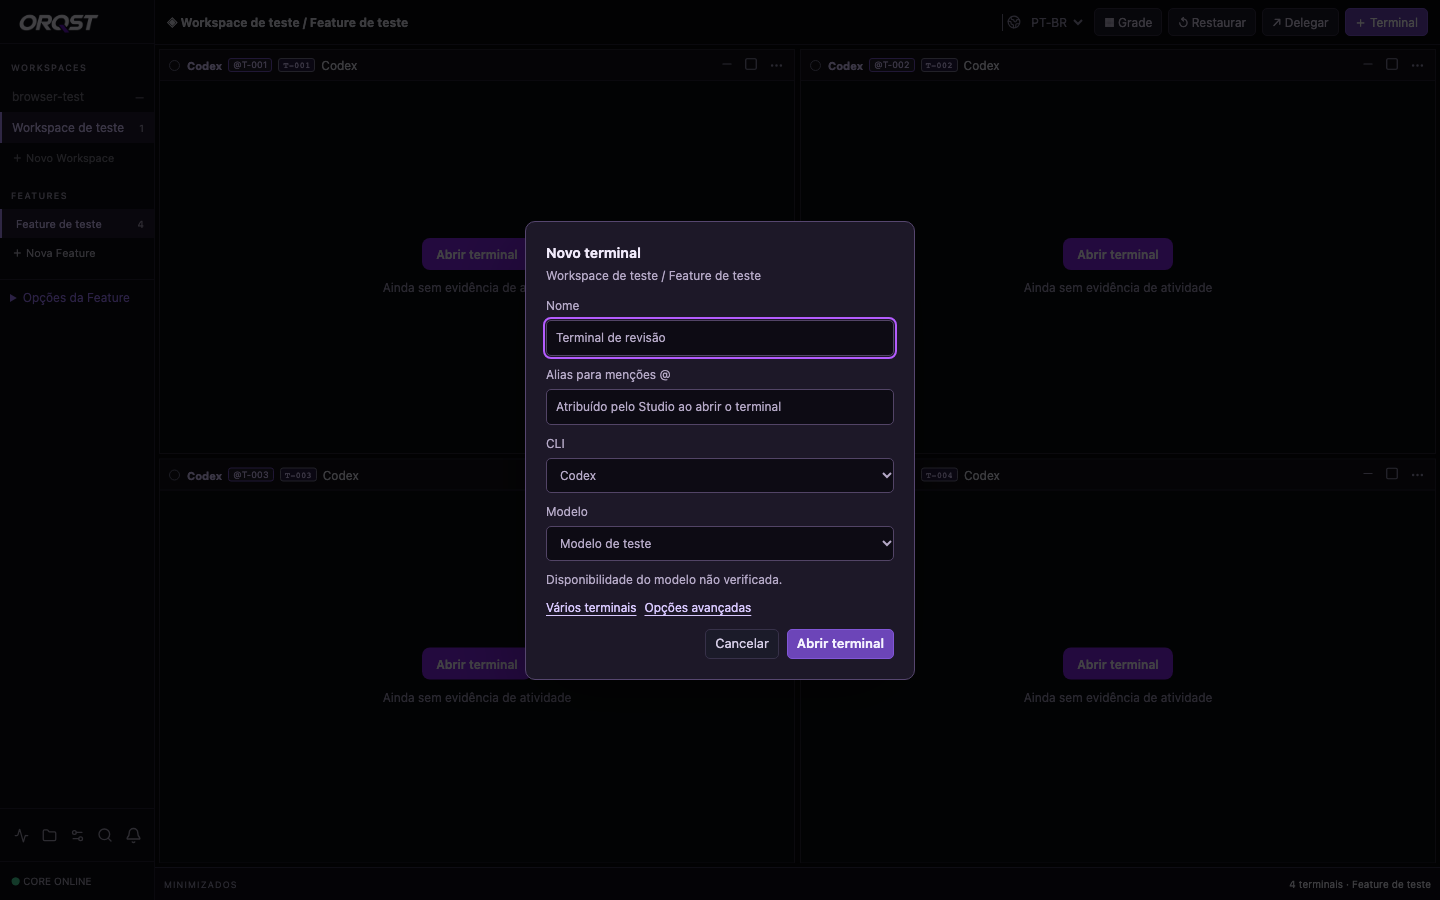 OROST
◈ Workspace de teste / Feature de teste
PT-BR
Grade
Restaurar
Delegar
+ Terminal
WORKSPACES
browser-test
Workspace de teste 1
+ Novo Workspace
FEATURES
Feature de teste 4
+ Nova Feature
Opções da Feature
Codex @T-001 T-001 Codex
Abrir terminal
Ainda sem evidência de a
Codex @T-002 T-002 Codex
Abrir terminal
Ainda sem evidência de atividade
Novo terminal
Workspace de teste / Feature de teste
Nome
Terminal de revisão
Alias para menções @
Atribuído pelo Studio ao abrir o terminal
CLI
Codex
Modelo
Modelo de teste
Disponibilidade do modelo não verificada.
Vários terminais Opções avançadas
Cancelar Abrir terminal
Codex @T-003 T-003 Codex
Abrir terminal
Ainda sem evidência de atividade
T-004 Codex
Abrir terminal
Ainda sem evidência de atividade
CORE ONLINE
MINIMIZADOS
4 terminais · Feature de teste